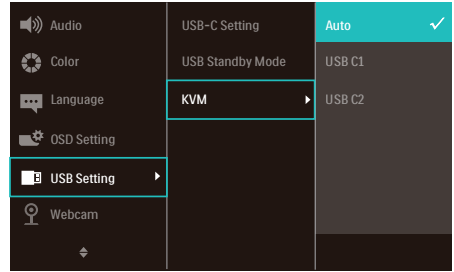 Audio
Color
Language
OSD Setting
USB Setting
Webcam
USB-C Setting
USB Standby Mode
KVM
Auto
USB C1
USB C2